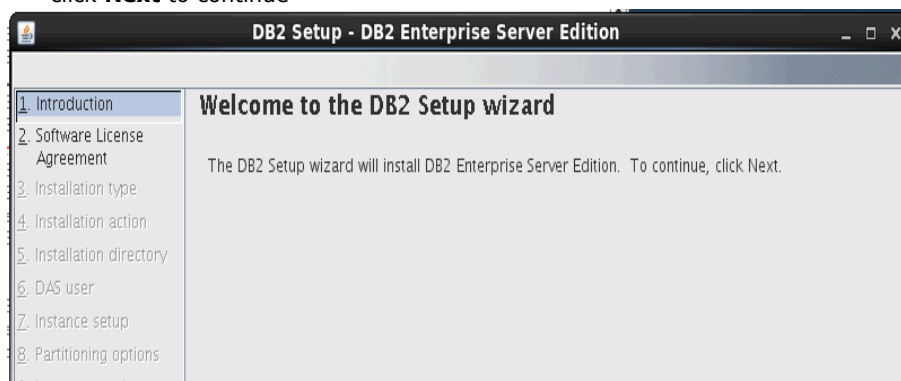 click Next to continue
DB2 Setup - DB2 Enterprise Server Edition
1. Introduction
2. Software License
Agreement
3. Installation type
4. Installation action
5. Installation directory
6. DAS user
7. Instance setup
8. Partitioning options
Welcome to the DB2 Setup wizard
The DB2 Setup wizard will install DB2 Enterprise Server Edition. To continue, click Next.